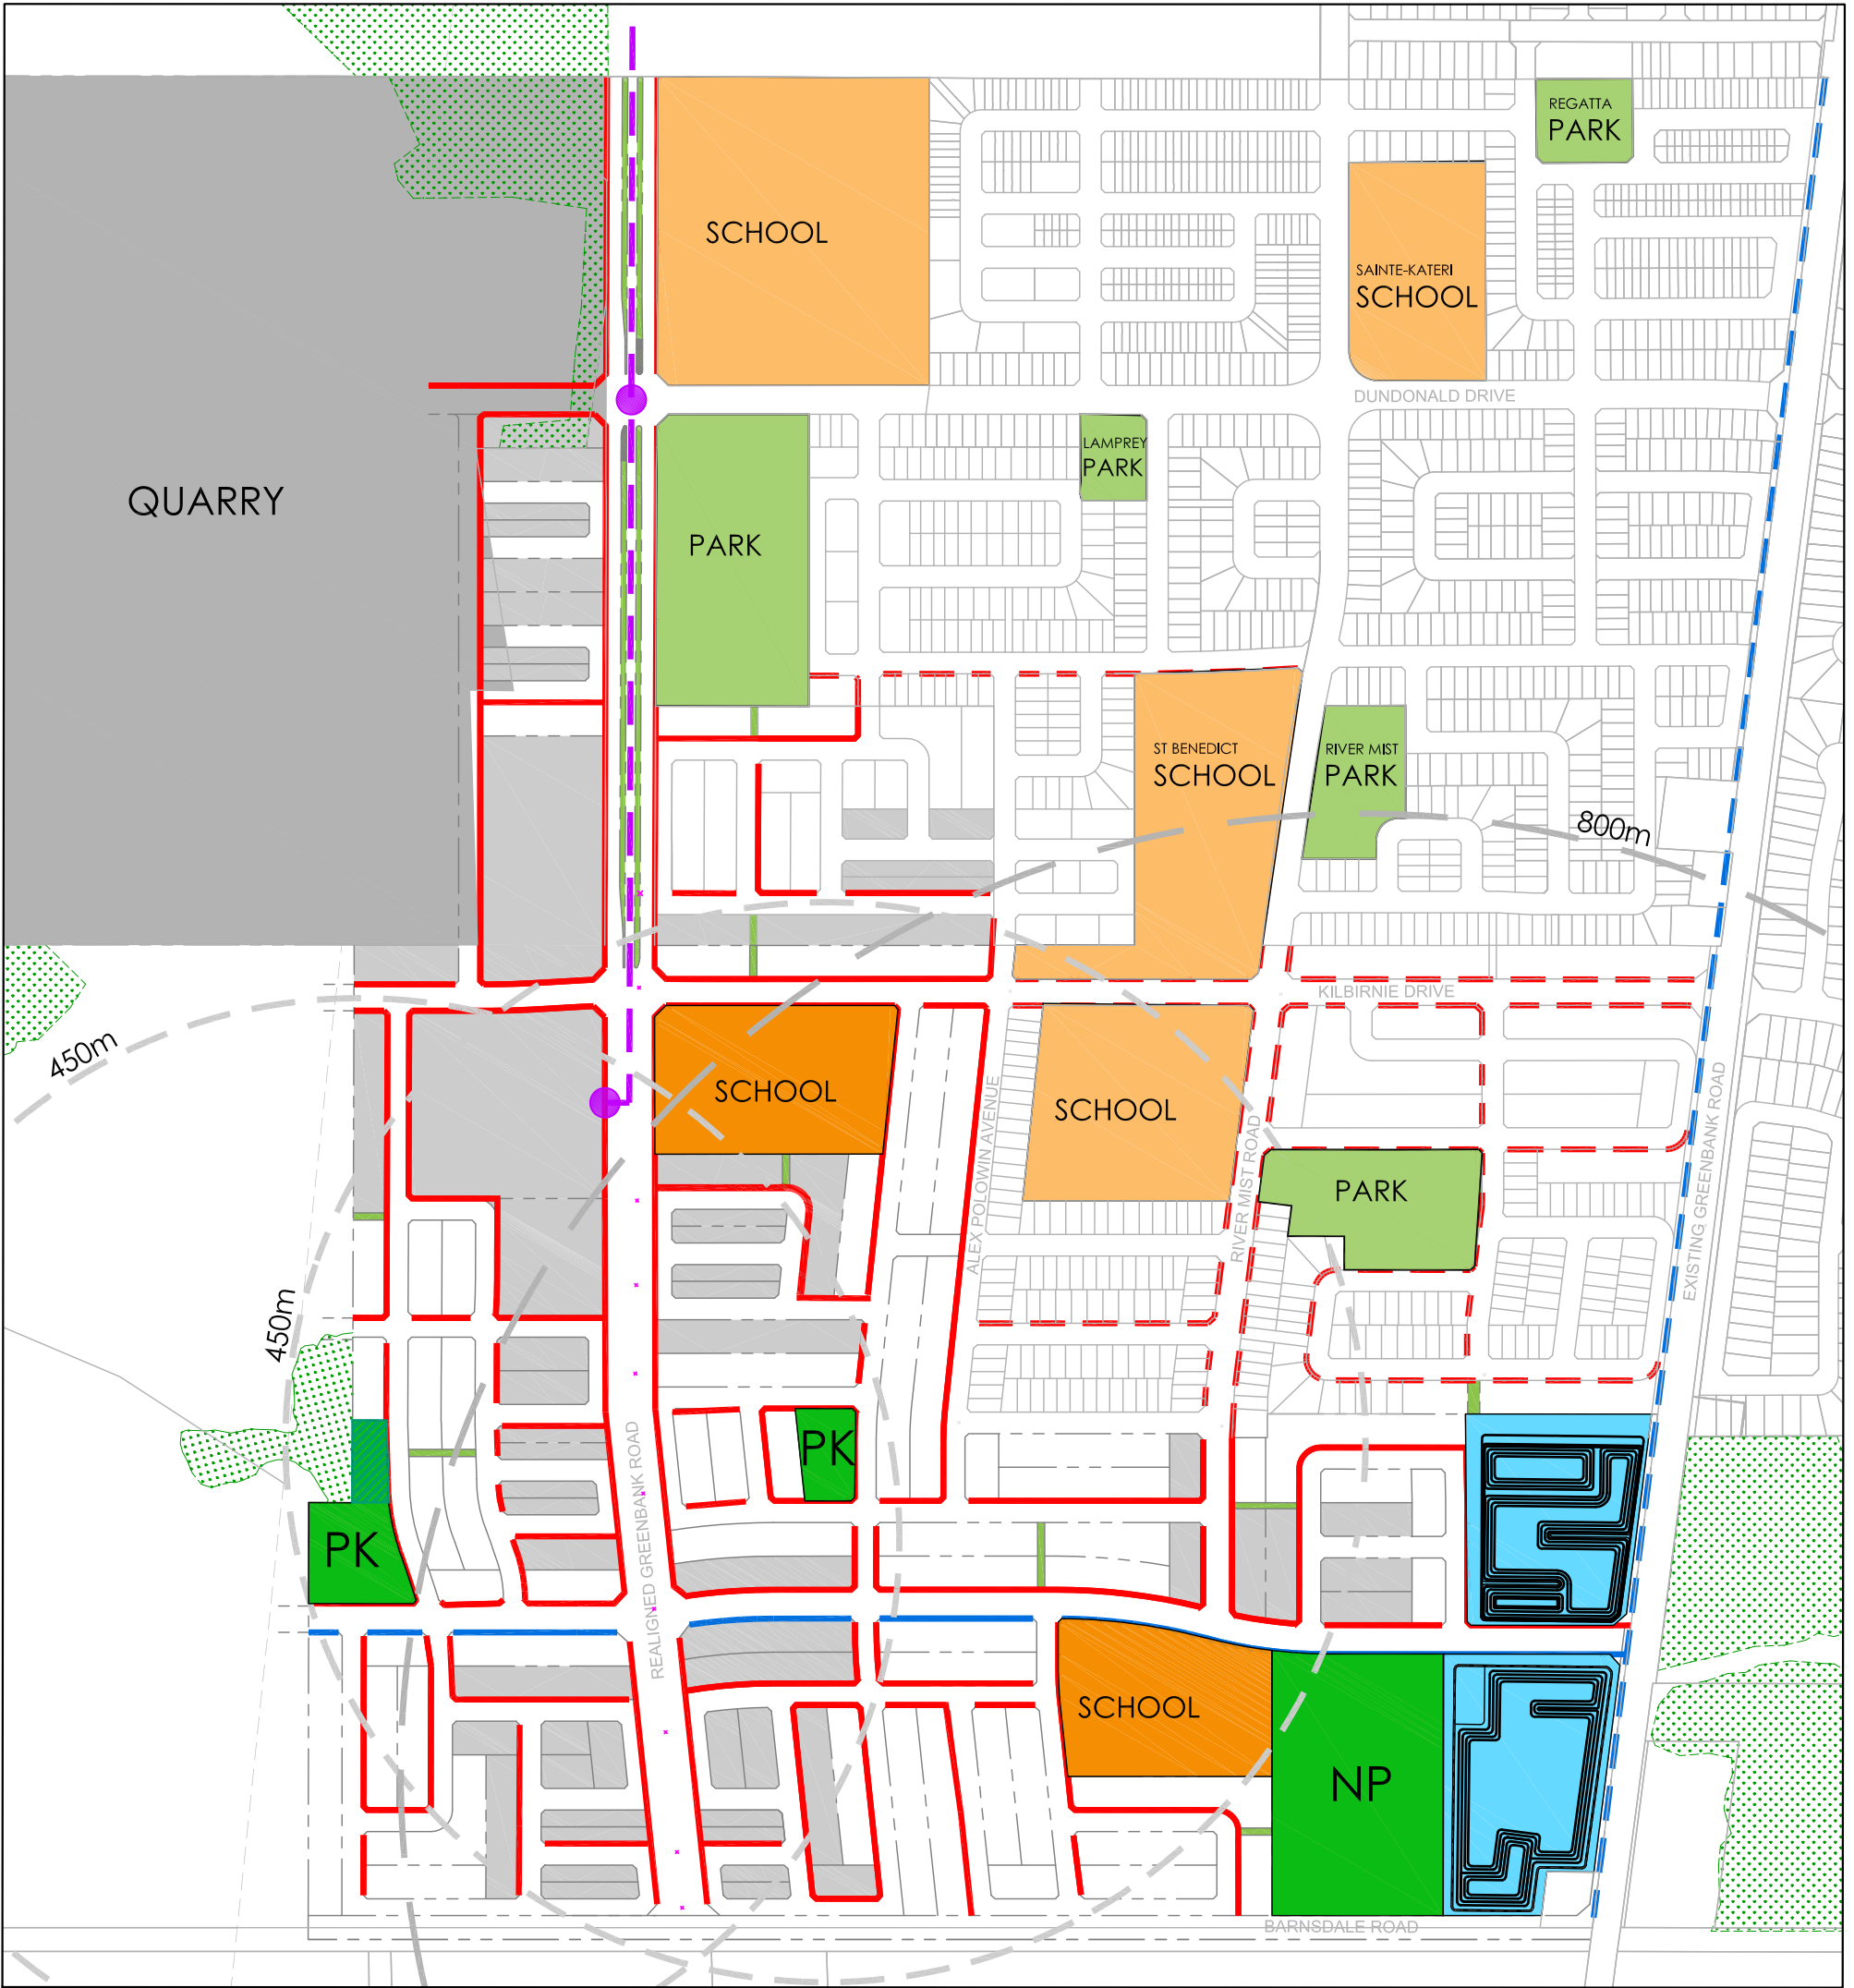 REGATTA
PARK
SCHOOL
SAINTE-KATERI
SCHOOL
DUNDONALD DRIVE
LAMPREY
PARK
QUARRY
PARK
ST BENEDICT
SCHOOL
RIVER MIST
PARK
800m
KILBIRNIE DRIVE
450m
SCHOOL
SCHOOL
ALEX POLOWIN AVENUE
RIVER MIST ROAD
EXISTING GREENBANK ROAD
PARK
450m
PK
PK
REALIGNED GREENBANK ROAD
SCHOOL
NP
BARNSDALE ROAD